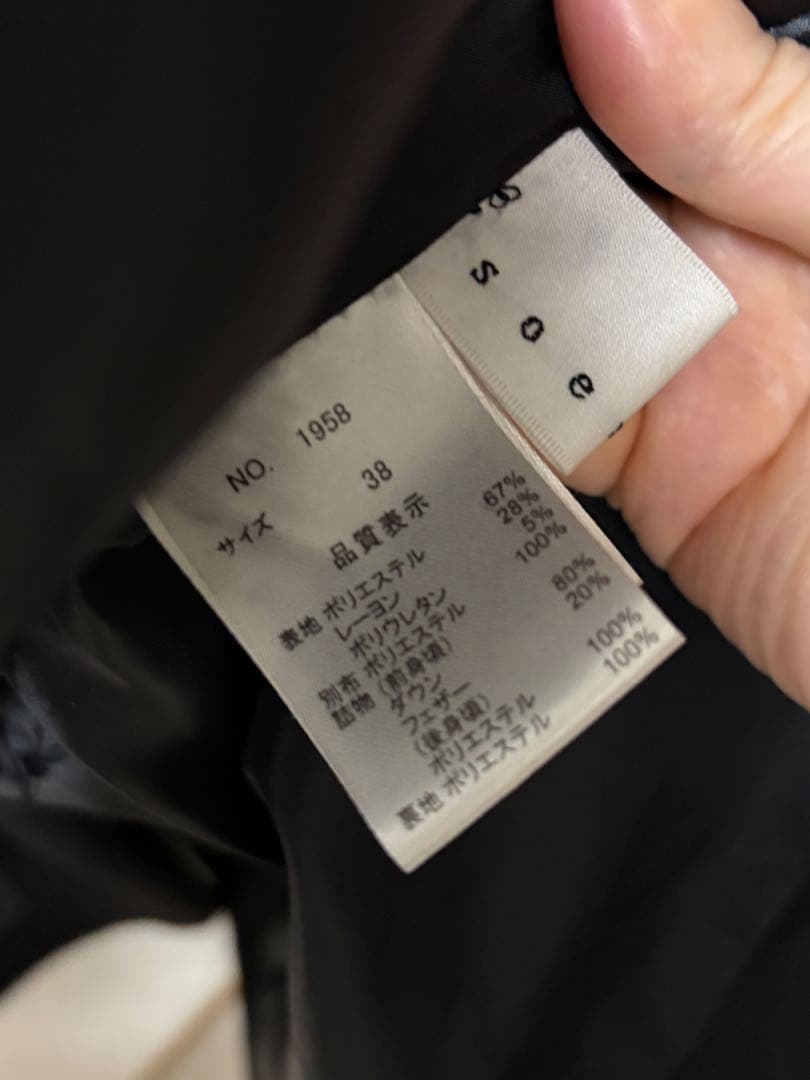 s o e
NO. 1958
サイズ 38
品質表示
表地 ポリエステル 67%
レーヨン 28%
ポリウレタン 5%
別布 ポリエステル 100%
詰物 (前身頃)
ダウン 80%
フェザー 20%
(後身頃)
ポリエステル 100%
裏地 ポリエステル 100%